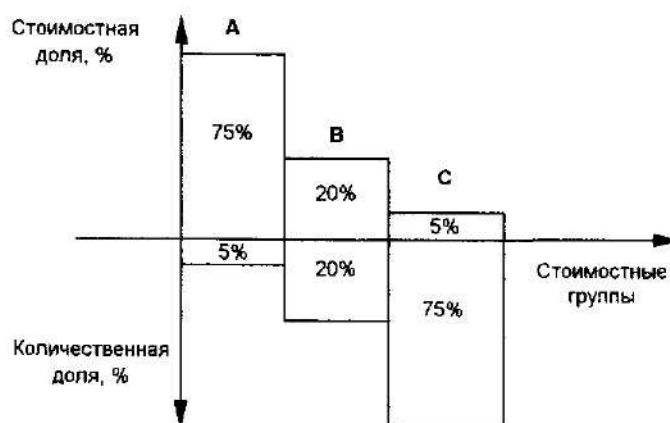 Стоимостная
доля, %
A
75%
B
20%
C
5%
5%
20%
75%
Стоимостные
группы
Количественная
доля, %